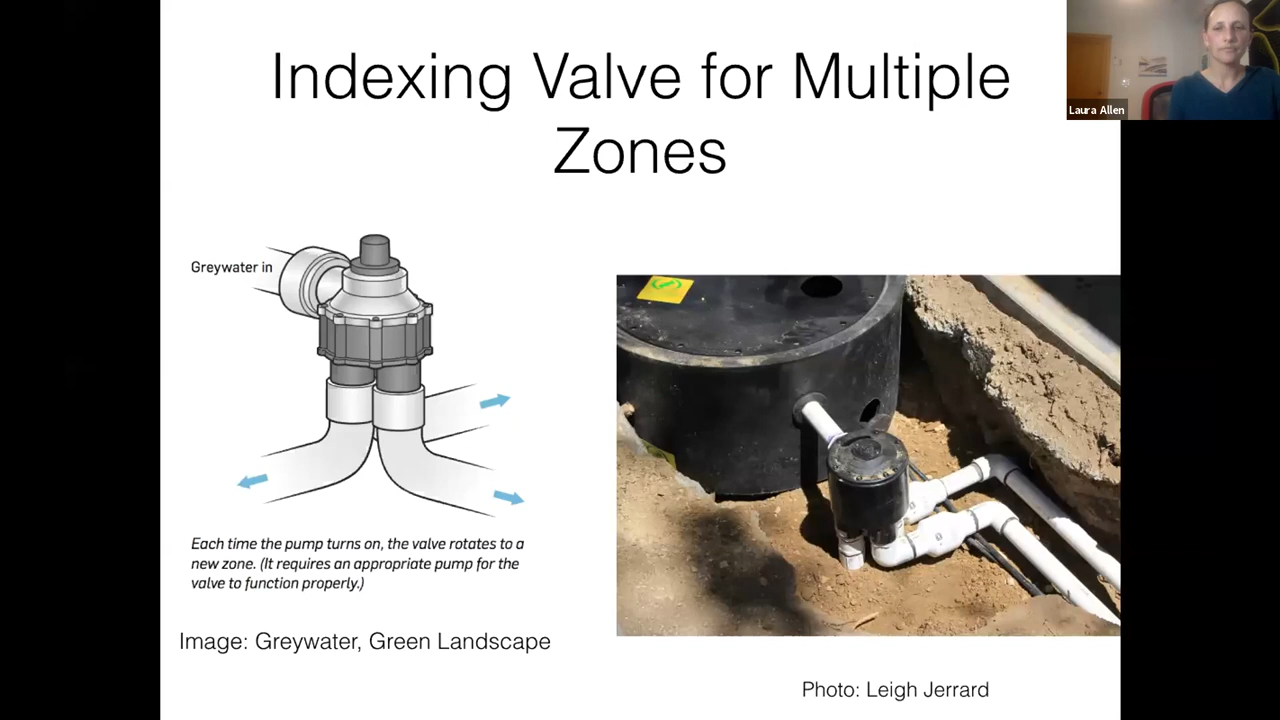 Indexing Valve for Multiple
Zones
Laura Allen
Greywater in
Each time the pump turns on, the valve rotates to a
new zone. (It requires an appropriate pump for the
valve to function properly.)
Image: Greywater, Green Landscape
Photo: Leigh Jerrard